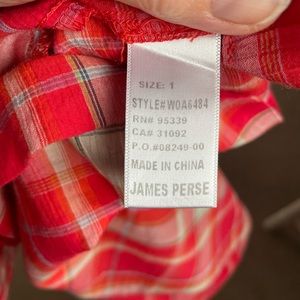 SIZE: 1
STYLE#WOA6484
RN# 95339
CA# 31092
P.O.#08249-00
MADE IN CHINA
JAMES PERSE